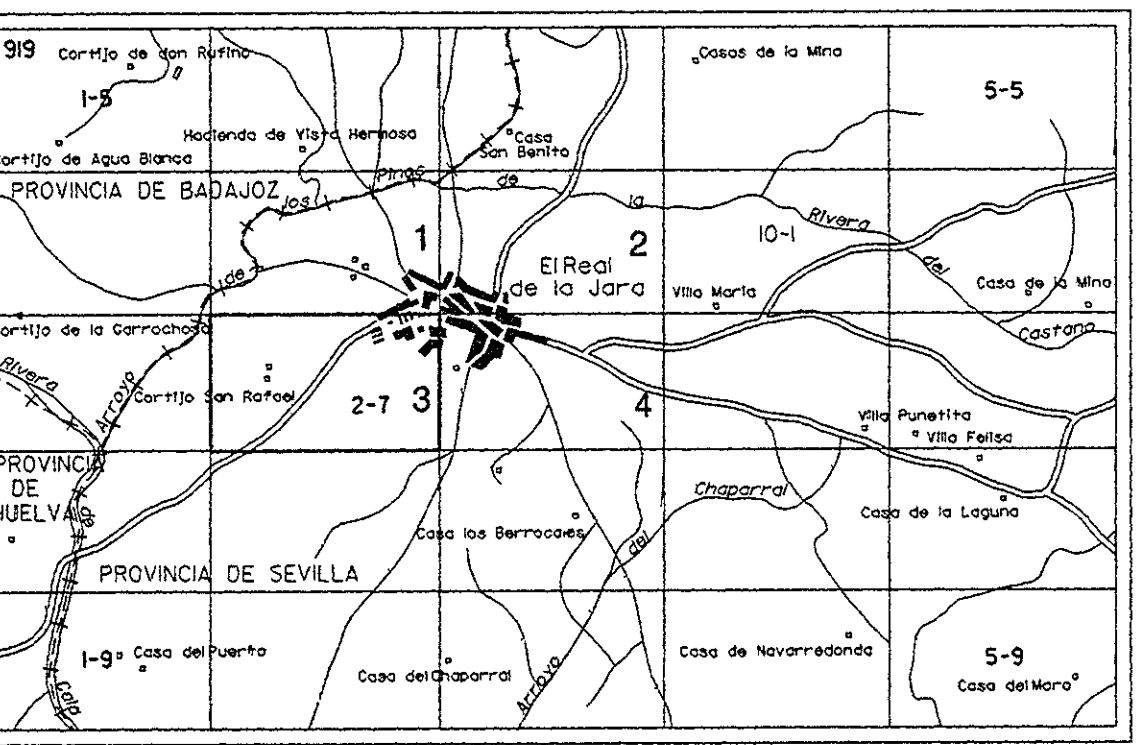 919
Cortijo de don Rufino
Casas de la Mina
1-5
5-5
Hacienda de Vista Hermosa
Casa
San Benito
Cortijo de Agua Blanca
PROVINCIA DE BADAJOZ
los Pinos de la Rivera del Castano
1
2
10-1
El Real
de la Jara
Villa Maria
Casa de la Mina
Cortijo de la Garrochosa
Rivera
Arroyo de
Cortijo San Rafael
2-7
3
4
Villa Punetita
Villa Felisa
PROVINCIA
DE
HUELVA
de
Cala
Chaparral
Casa de la Laguna
Casa los Berrocales
del
PROVINCIA DE SEVILLA
1-9
Casa del Puerto
Casa del Chaparral
Arroyo
Casa de Navarredonda
5-9
Casa del Moro